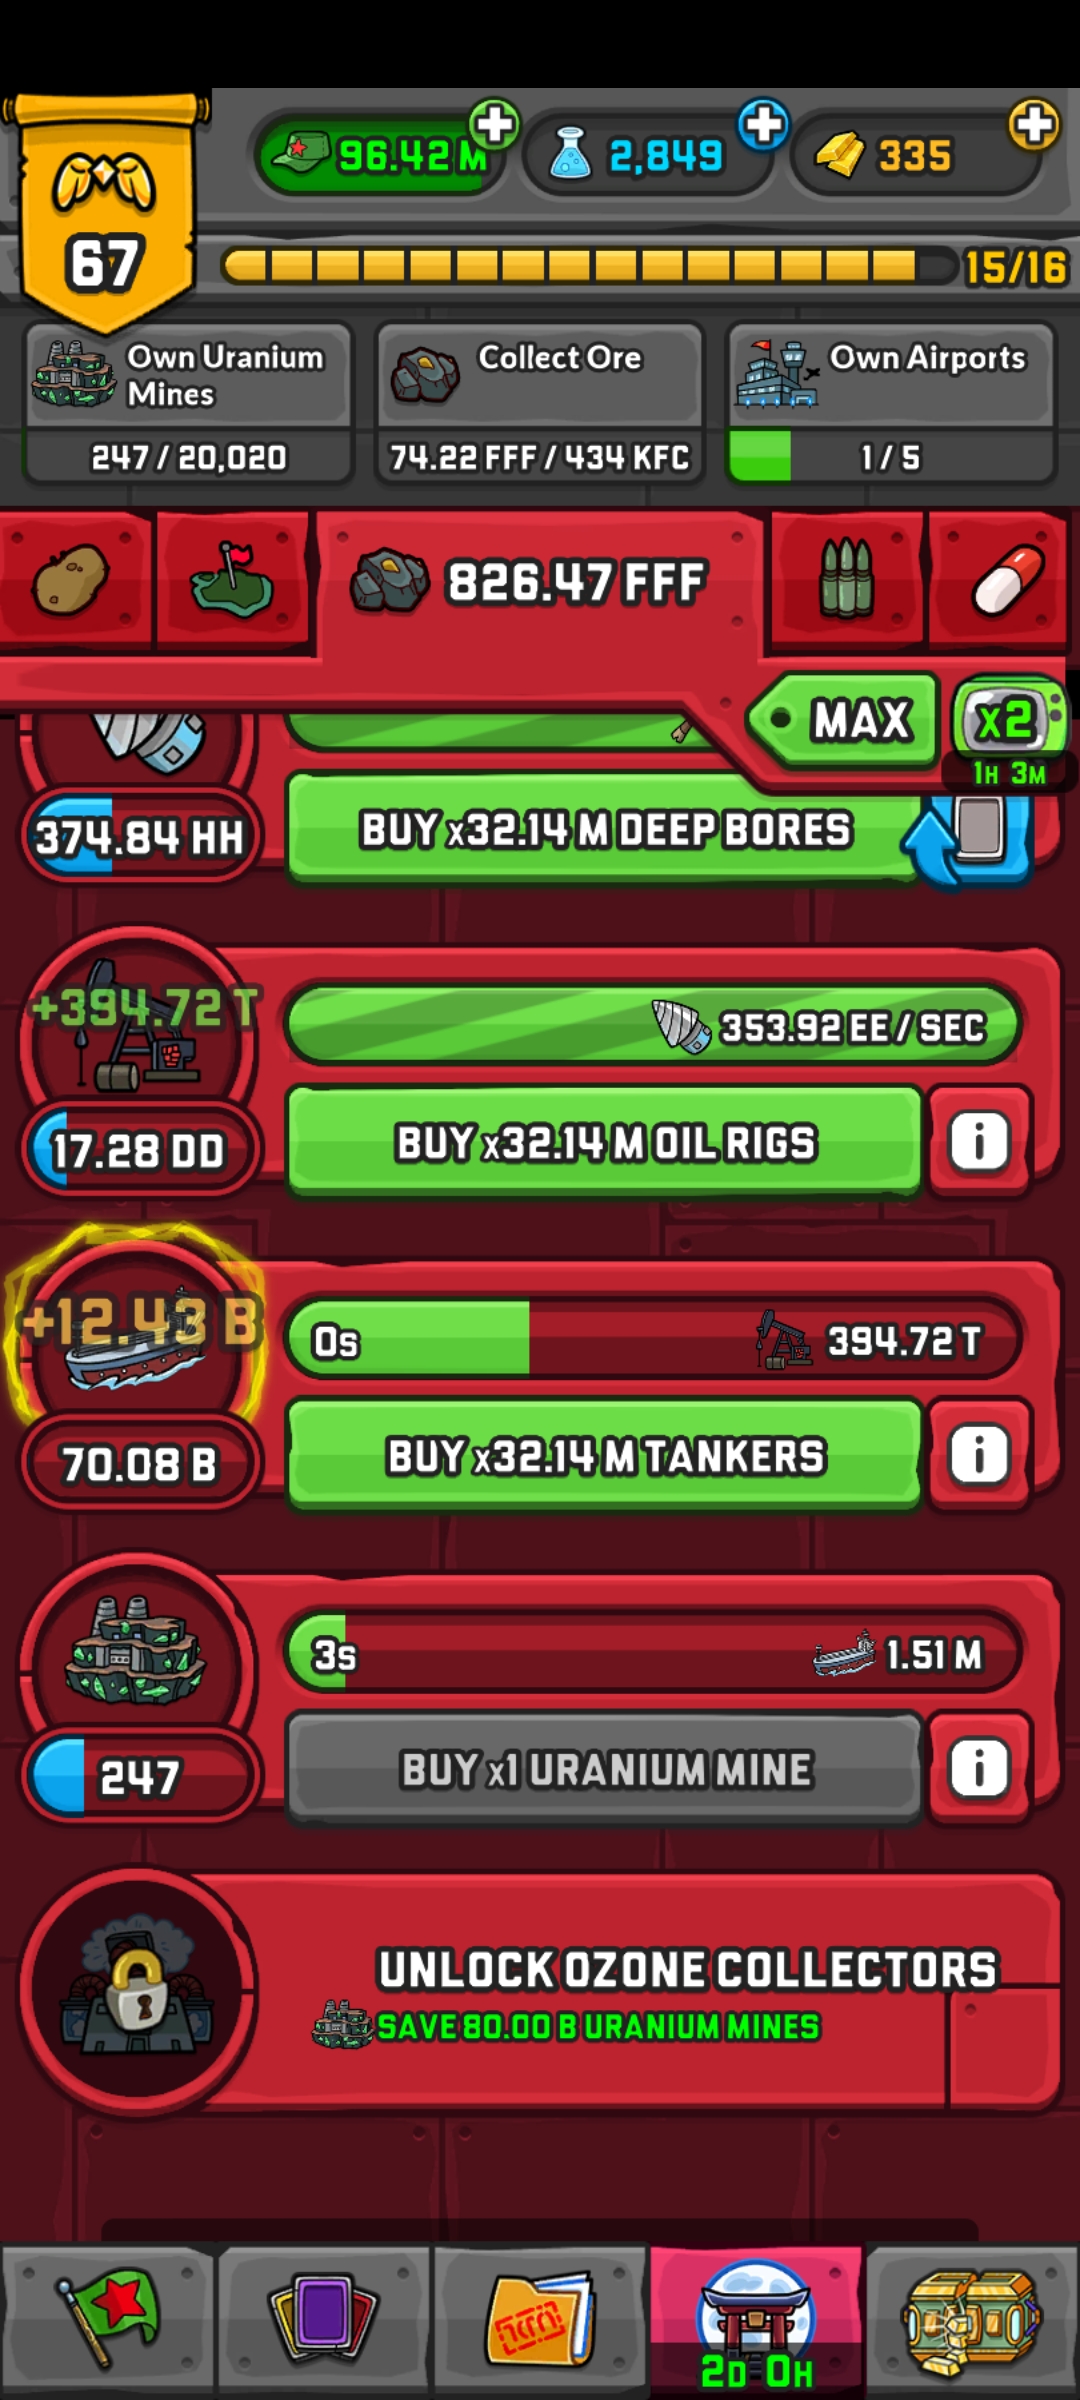 96.42 M
2,849
335
67
15/16
Own Uranium
Mines
247 / 20,020
Collect Ore
74.22 FFF / 434 KFC
Own Airports
1 / 5
826.47 FFF
MAX
x2
1H 3M
374.84 HH
BUY x32.14 M DEEP BORES
+394.72 T
353.92 EE / SEC
17.28 DD
BUY x32.14 M OIL RIGS
i
+12.43 B
0s
394.72 T
70.08 B
BUY x32.14 M TANKERS
i
3s
1.51 M
247
BUY x1 URANIUM MINE
i
UNLOCK OZONE COLLECTORS
SAVE 80.00 B URANIUM MINES
2D 0H